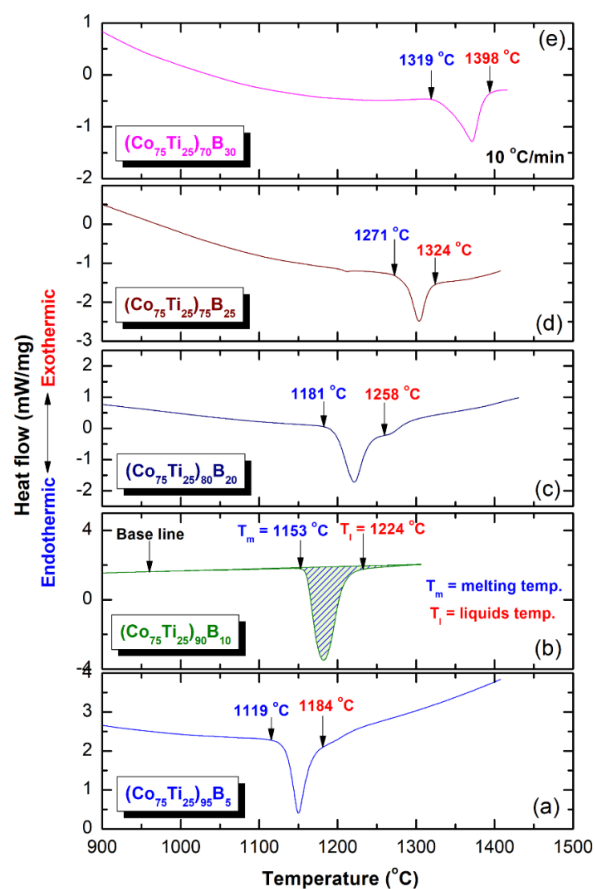 1
(e)
1319 °C
1398 °C
0
-1
(Co75Ti25)70B30
10 °C/min
-2
0
1271 °C
1324 °C
-1
-2
(Co75Ti25)75B25
(d)
-3
2
1181 °C
1258 °C
1
0
-1
(Co75Ti25)80B20
(c)
-2
4
Base line
Tm = 1153 °C
Tl = 1224 °C
Tm = melting temp.
0
Tl = liquids temp.
(Co75Ti25)90B10
(b)
-4
4
1119 °C
1184 °C
3
2
1
(Co75Ti25)95B5
(a)
0
900 1000 1100 1200 1300 1400 1500
Temperature (°C)
Heat flow (mW/mg)
Endothermic
Exothermic